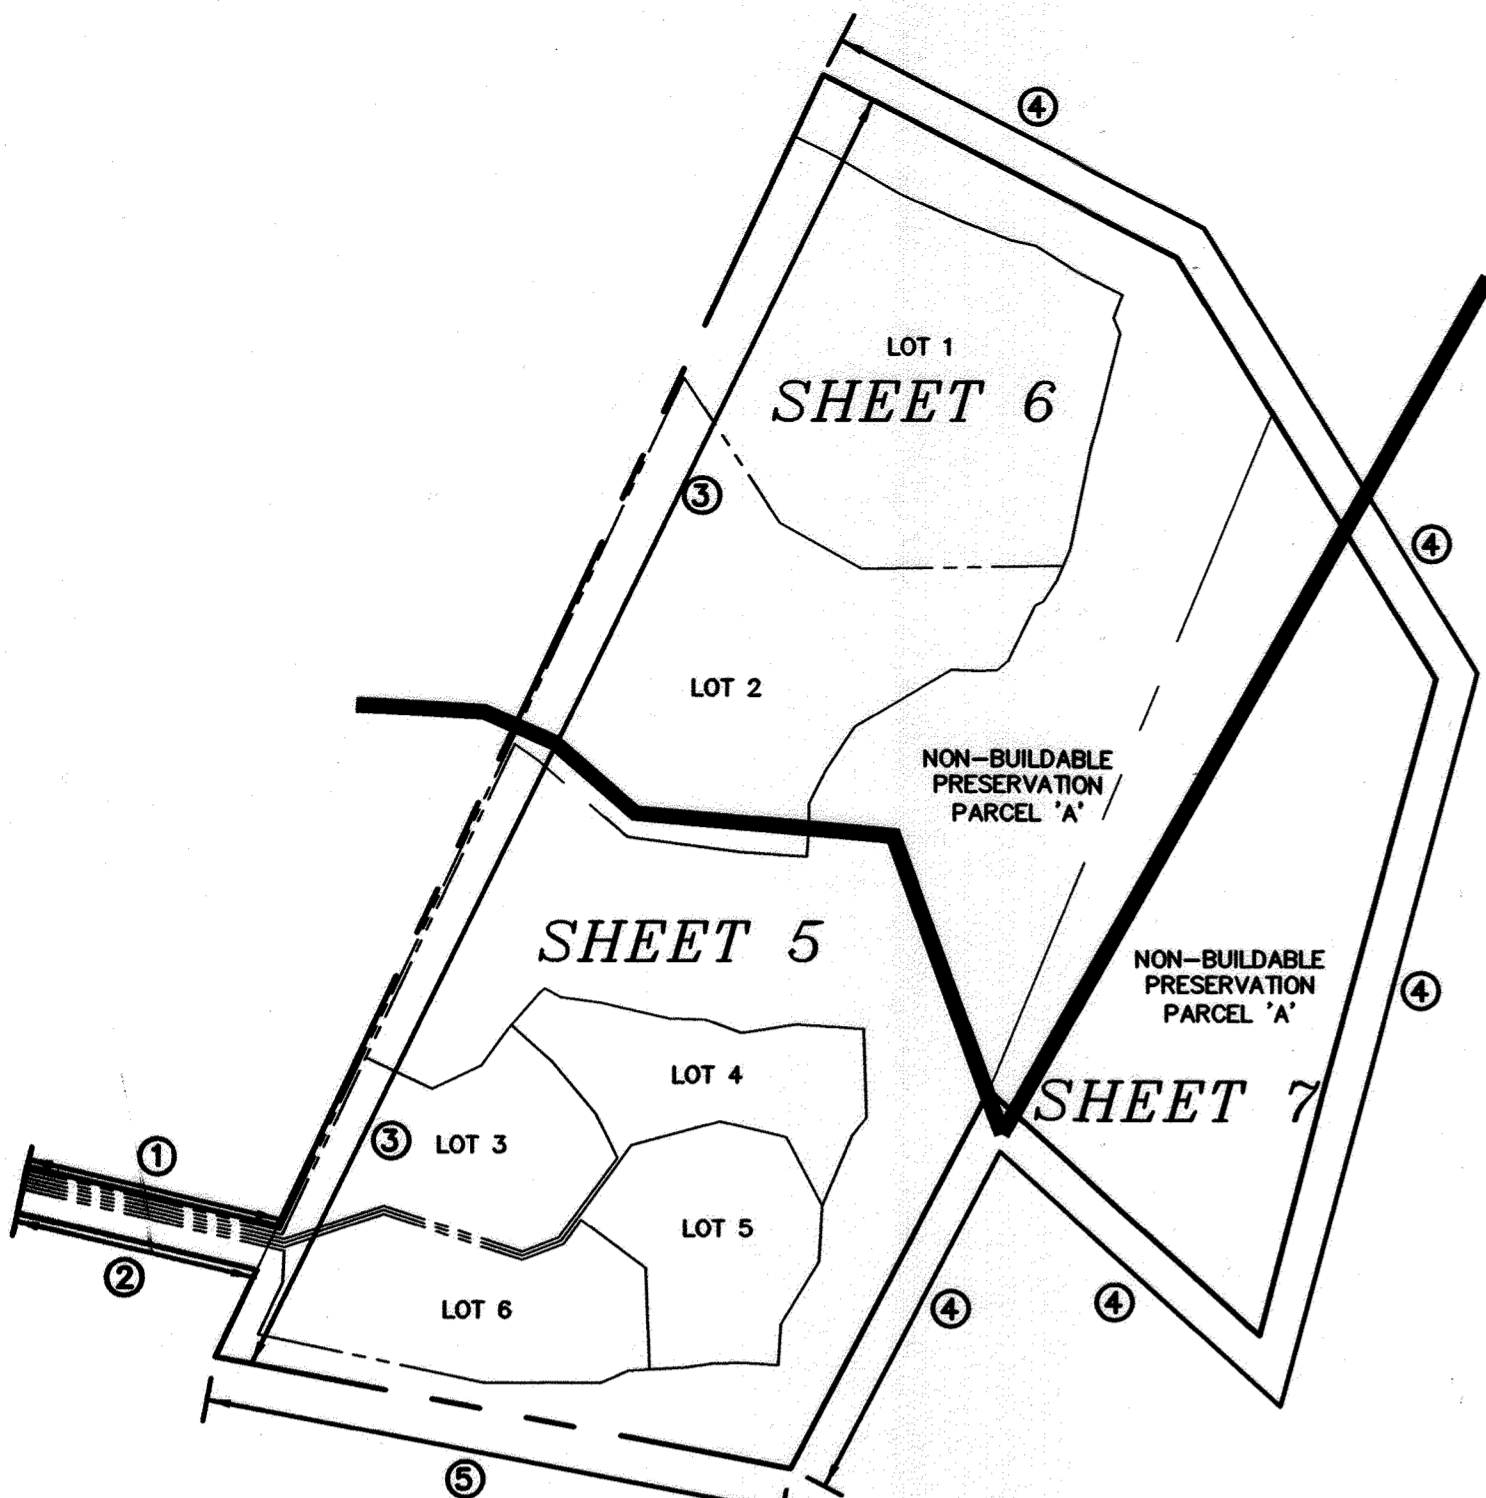 ④
LOT 1
SHEET 6
③
④
LOT 2
NON-BUILDABLE
PRESERVATION
PARCEL 'A'
SHEET 5
NON-BUILDABLE
PRESERVATION
PARCEL 'A'
④
LOT 4
SHEET 7
③
LOT 3
①
LOT 5
②
LOT 6
④
④
⑤